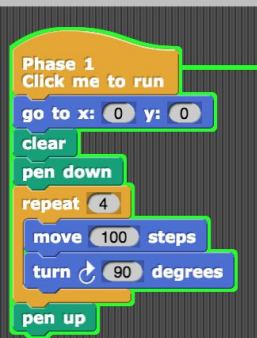 Phase 1
Click me to run
go to x: 0 y: 0
clear
pen down
repeat 4
move 100 steps
turn 90 degrees
pen up